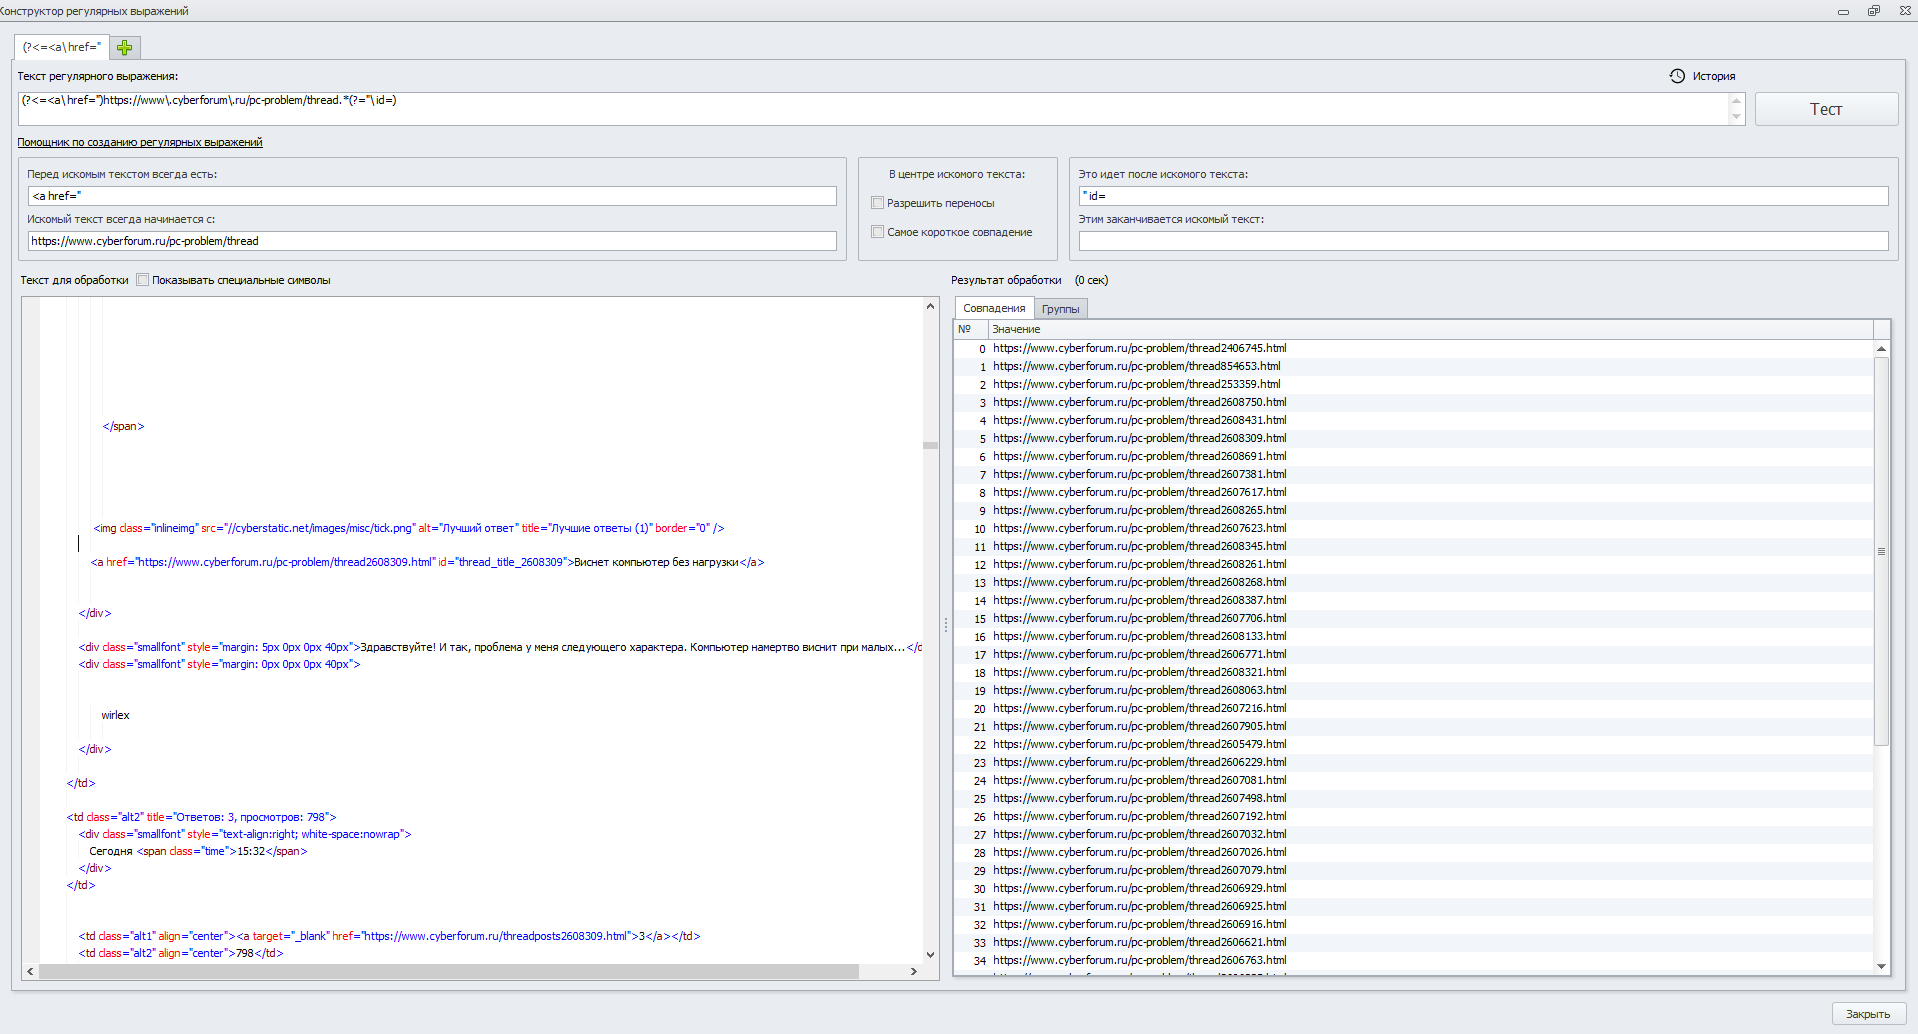 Конструктор регулярных выражений
(?<=<a\ href="
Текст регулярного выражения:
История
(?<=<a\ href=")https://www\.cyberforum\.ru/pc-problem/thread.*(?="\ id=)
Тест
Помощник по созданию регулярных выражений
Перед искомым текстом всегда есть:
<a href="
Искомый текст всегда начинается с:
https://www.cyberforum.ru/pc-problem/thread
В центре искомого текста:
Разрешить переносы
Самое короткое совпадение
Это идет после искомого текста:
" id=
Этим заканчивается искомый текст:
Текст для обработки
Показывать специальные символы
</span>
<img class="inlineimg" src="//cyberstatic.net/images/misc/tick.png" alt="Лучший ответ" title="Лучшие ответы (1)" border="0" />
<a href="https://www.cyberforum.ru/pc-problem/thread2608309.html" id="thread_title_2608309">Виснет компьютер без нагрузки</a>
</div>
<div class="smallfont" style="margin: 5px 0px 0px 40px">Здравствуйте! И так, проблема у меня следующего характера. Компьютер намертво виснит при малых...</d
<div class="smallfont" style="margin: 0px 0px 0px 40px">
wirlex
</div>
</td>
<td class="alt2" title="Ответов: 3, просмотров: 798">
<div class="smallfont" style="text-align:right; white-space:nowrap">
Сегодня <span class="time">15:32</span>
</div>
</td>
<td class="alt1" align="center"><a target="_blank" href="https://www.cyberforum.ru/threadposts2608309.html">3</a></td>
<td class="alt2" align="center">798</td>
Результат обработки (0 сек)
Совпадения Группы
№ Значение
0 https://www.cyberforum.ru/pc-problem/thread2406745.html
1 https://www.cyberforum.ru/pc-problem/thread854653.html
2 https://www.cyberforum.ru/pc-problem/thread253359.html
3 https://www.cyberforum.ru/pc-problem/thread2608750.html
4 https://www.cyberforum.ru/pc-problem/thread2608431.html
5 https://www.cyberforum.ru/pc-problem/thread2608309.html
6 https://www.cyberforum.ru/pc-problem/thread2608691.html
7 https://www.cyberforum.ru/pc-problem/thread2607381.html
8 https://www.cyberforum.ru/pc-problem/thread2607617.html
9 https://www.cyberforum.ru/pc-problem/thread2608265.html
10 https://www.cyberforum.ru/pc-problem/thread2607623.html
11 https://www.cyberforum.ru/pc-problem/thread2608345.html
12 https://www.cyberforum.ru/pc-problem/thread2608261.html
13 https://www.cyberforum.ru/pc-problem/thread2608268.html
14 https://www.cyberforum.ru/pc-problem/thread2608387.html
15 https://www.cyberforum.ru/pc-problem/thread2607706.html
16 https://www.cyberforum.ru/pc-problem/thread2608133.html
17 https://www.cyberforum.ru/pc-problem/thread2606771.html
18 https://www.cyberforum.ru/pc-problem/thread2608321.html
19 https://www.cyberforum.ru/pc-problem/thread2608063.html
20 https://www.cyberforum.ru/pc-problem/thread2607216.html
21 https://www.cyberforum.ru/pc-problem/thread2607905.html
22 https://www.cyberforum.ru/pc-problem/thread2605479.html
23 https://www.cyberforum.ru/pc-problem/thread2606229.html
24 https://www.cyberforum.ru/pc-problem/thread2607081.html
25 https://www.cyberforum.ru/pc-problem/thread2607498.html
26 https://www.cyberforum.ru/pc-problem/thread2607192.html
27 https://www.cyberforum.ru/pc-problem/thread2607032.html
28 https://www.cyberforum.ru/pc-problem/thread2607026.html
29 https://www.cyberforum.ru/pc-problem/thread2607079.html
30 https://www.cyberforum.ru/pc-problem/thread2606929.html
31 https://www.cyberforum.ru/pc-problem/thread2606925.html
32 https://www.cyberforum.ru/pc-problem/thread2606916.html
33 https://www.cyberforum.ru/pc-problem/thread2606621.html
34 https://www.cyberforum.ru/pc-problem/thread2606763.html
Закрыть